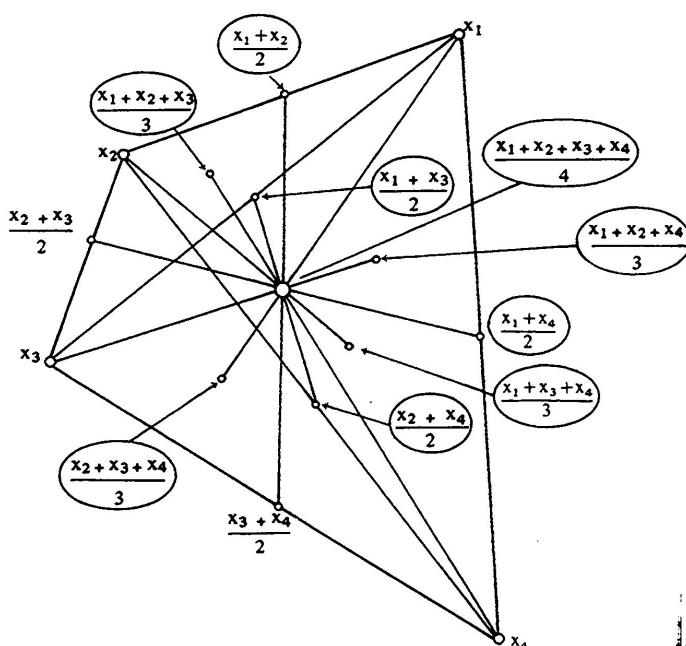 x₁
x₁ + x₂
2
x₁ + x₂ + x₃
3
x₂
x₁ + x₂ + x₃ + x₄
4
x₁ + x₃
2
x₂ + x₃
2
x₁ + x₂ + x₄
3
x₁ + x₄
2
x₃
x₁ + x₃ + x₄
3
x₂ + x₄
2
x₂ + x₃ + x₄
3
x₃ + x₄
2
x₄